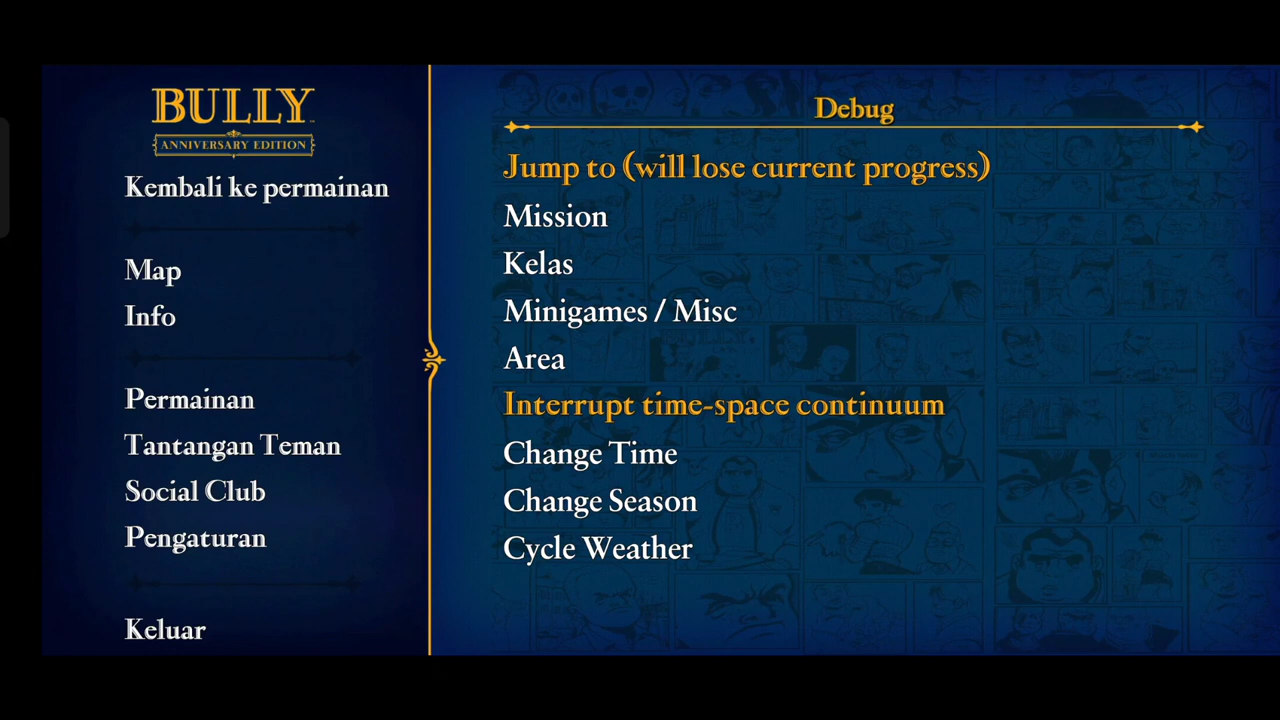 BULLY
ANNIVERSARY EDITION
Kembali ke permainan
Map
Info
Permainan
Tantangan Teman
Social Club
Pengaturan
Keluar
Debug
Jump to (will lose current progress)
Mission
Kelas
Minigames / Misc
Area
Interrupt time-space continuum
Change Time
Change Season
Cycle Weather